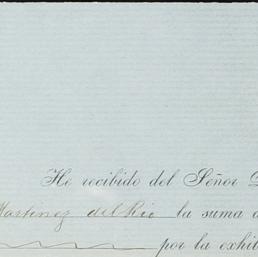 He recibido del Señor D
Martinez del Rio la suma d
por la exhib